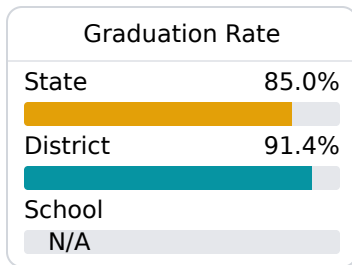 Graduation Rate
State 85.0%
District 91.4%
School
N/A